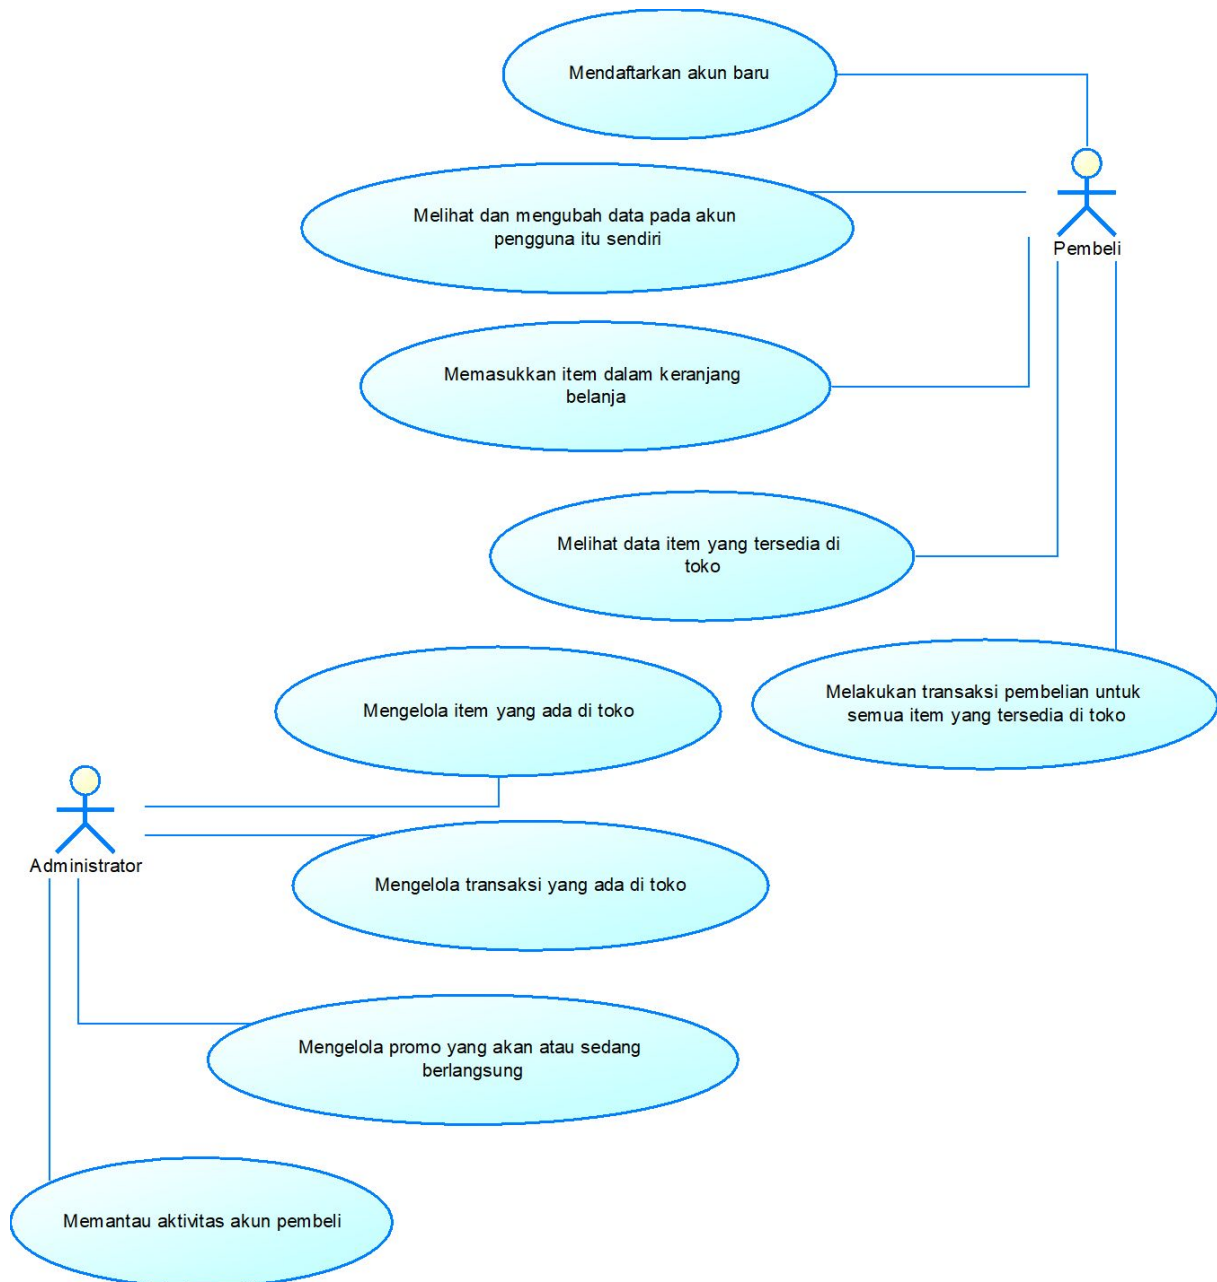 Mendaftarkan akun baru
Melihat dan mengubah data pada akun
pengguna itu sendiri
Pembeli
Memasukkan item dalam keranjang
belanja
Melihat data item yang tersedia di
toko
Melakukan transaksi pembelian untuk
semua item yang tersedia di toko
Mengelola item yang ada di toko
Administrator
Mengelola transaksi yang ada di toko
Mengelola promo yang akan atau sedang
berlangsung
Memantau aktivitas akun pembeli